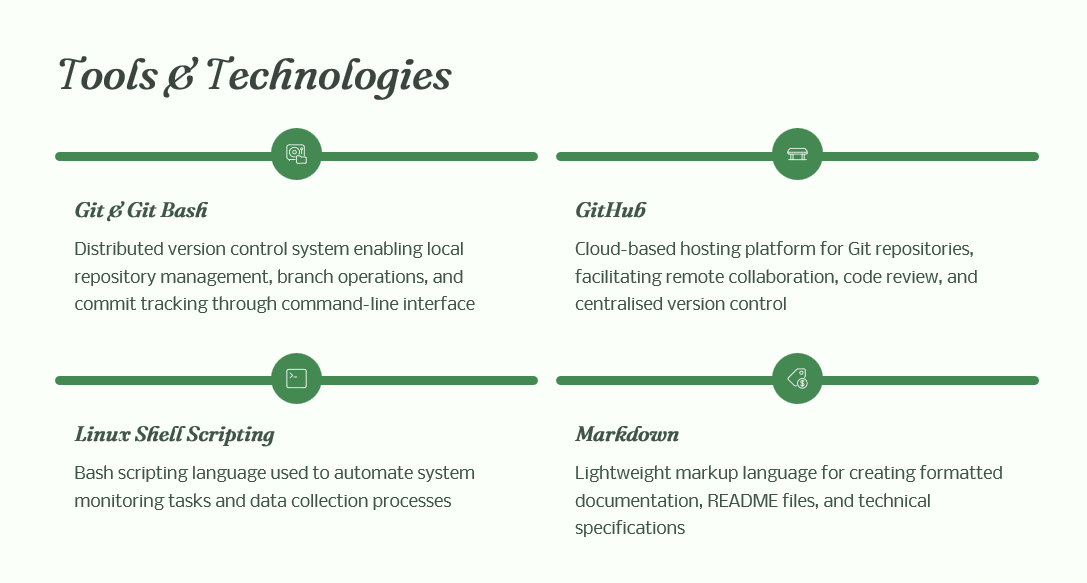 Tools & Technologies
Git & Git Bash
Distributed version control system enabling local
repository management, branch operations, and
commit tracking through command-line interface
GitHub
Cloud-based hosting platform for Git repositories,
facilitating remote collaboration, code review, and
centralised version control
Linux Shell Scripting
Bash scripting language used to automate system
monitoring tasks and data collection processes
Markdown
Lightweight markup language for creating formatted
documentation, README files, and technical
specifications